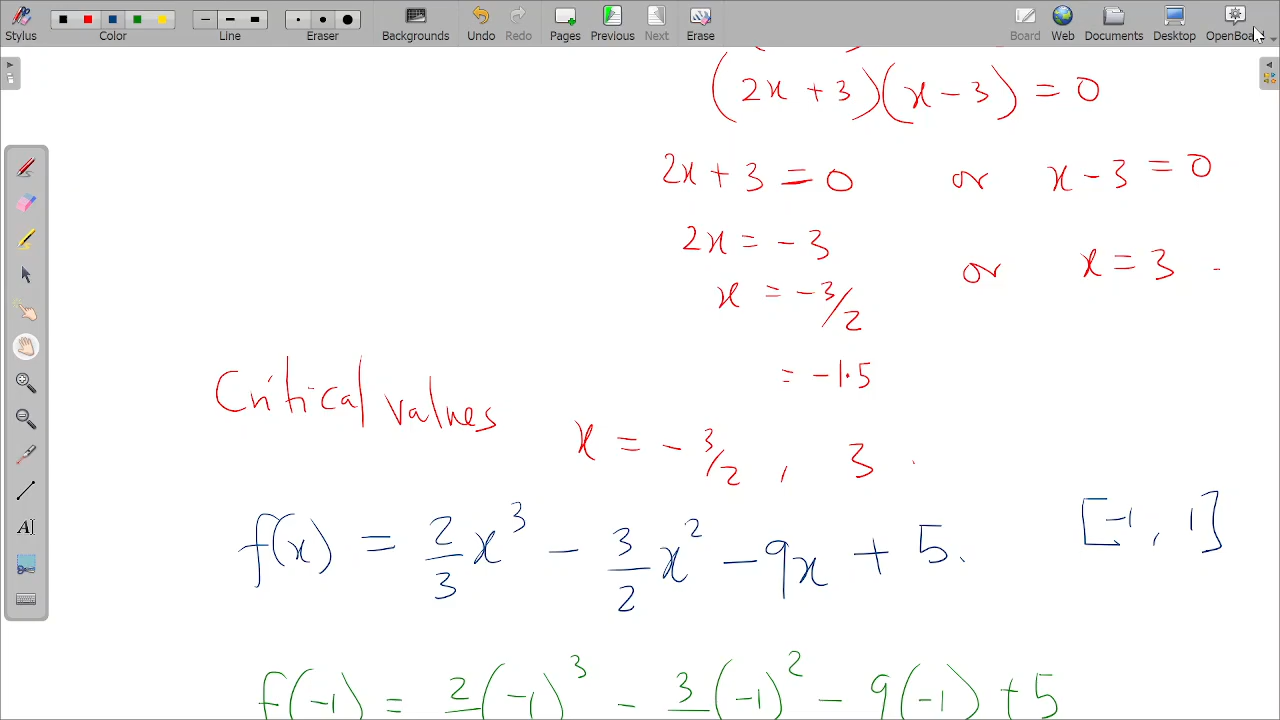 Stylus Color Line Eraser Backgrounds Undo Redo Pages Previous Next Erase Board Web Documents Desktop OpenBoard
(2x + 3)(x - 3) = 0
2x + 3 = 0 or x - 3 = 0
2x = - 3
x = - 3/2 or x = 3
= -1.5
Critical values x = - 3/2 , 3
f(x) = 2/3 x³ - 3/2 x² - 9x + 5. [-1, 1]
f(-1) = 2 (-1)³ - 3 (-1)² - 9(-1) + 5